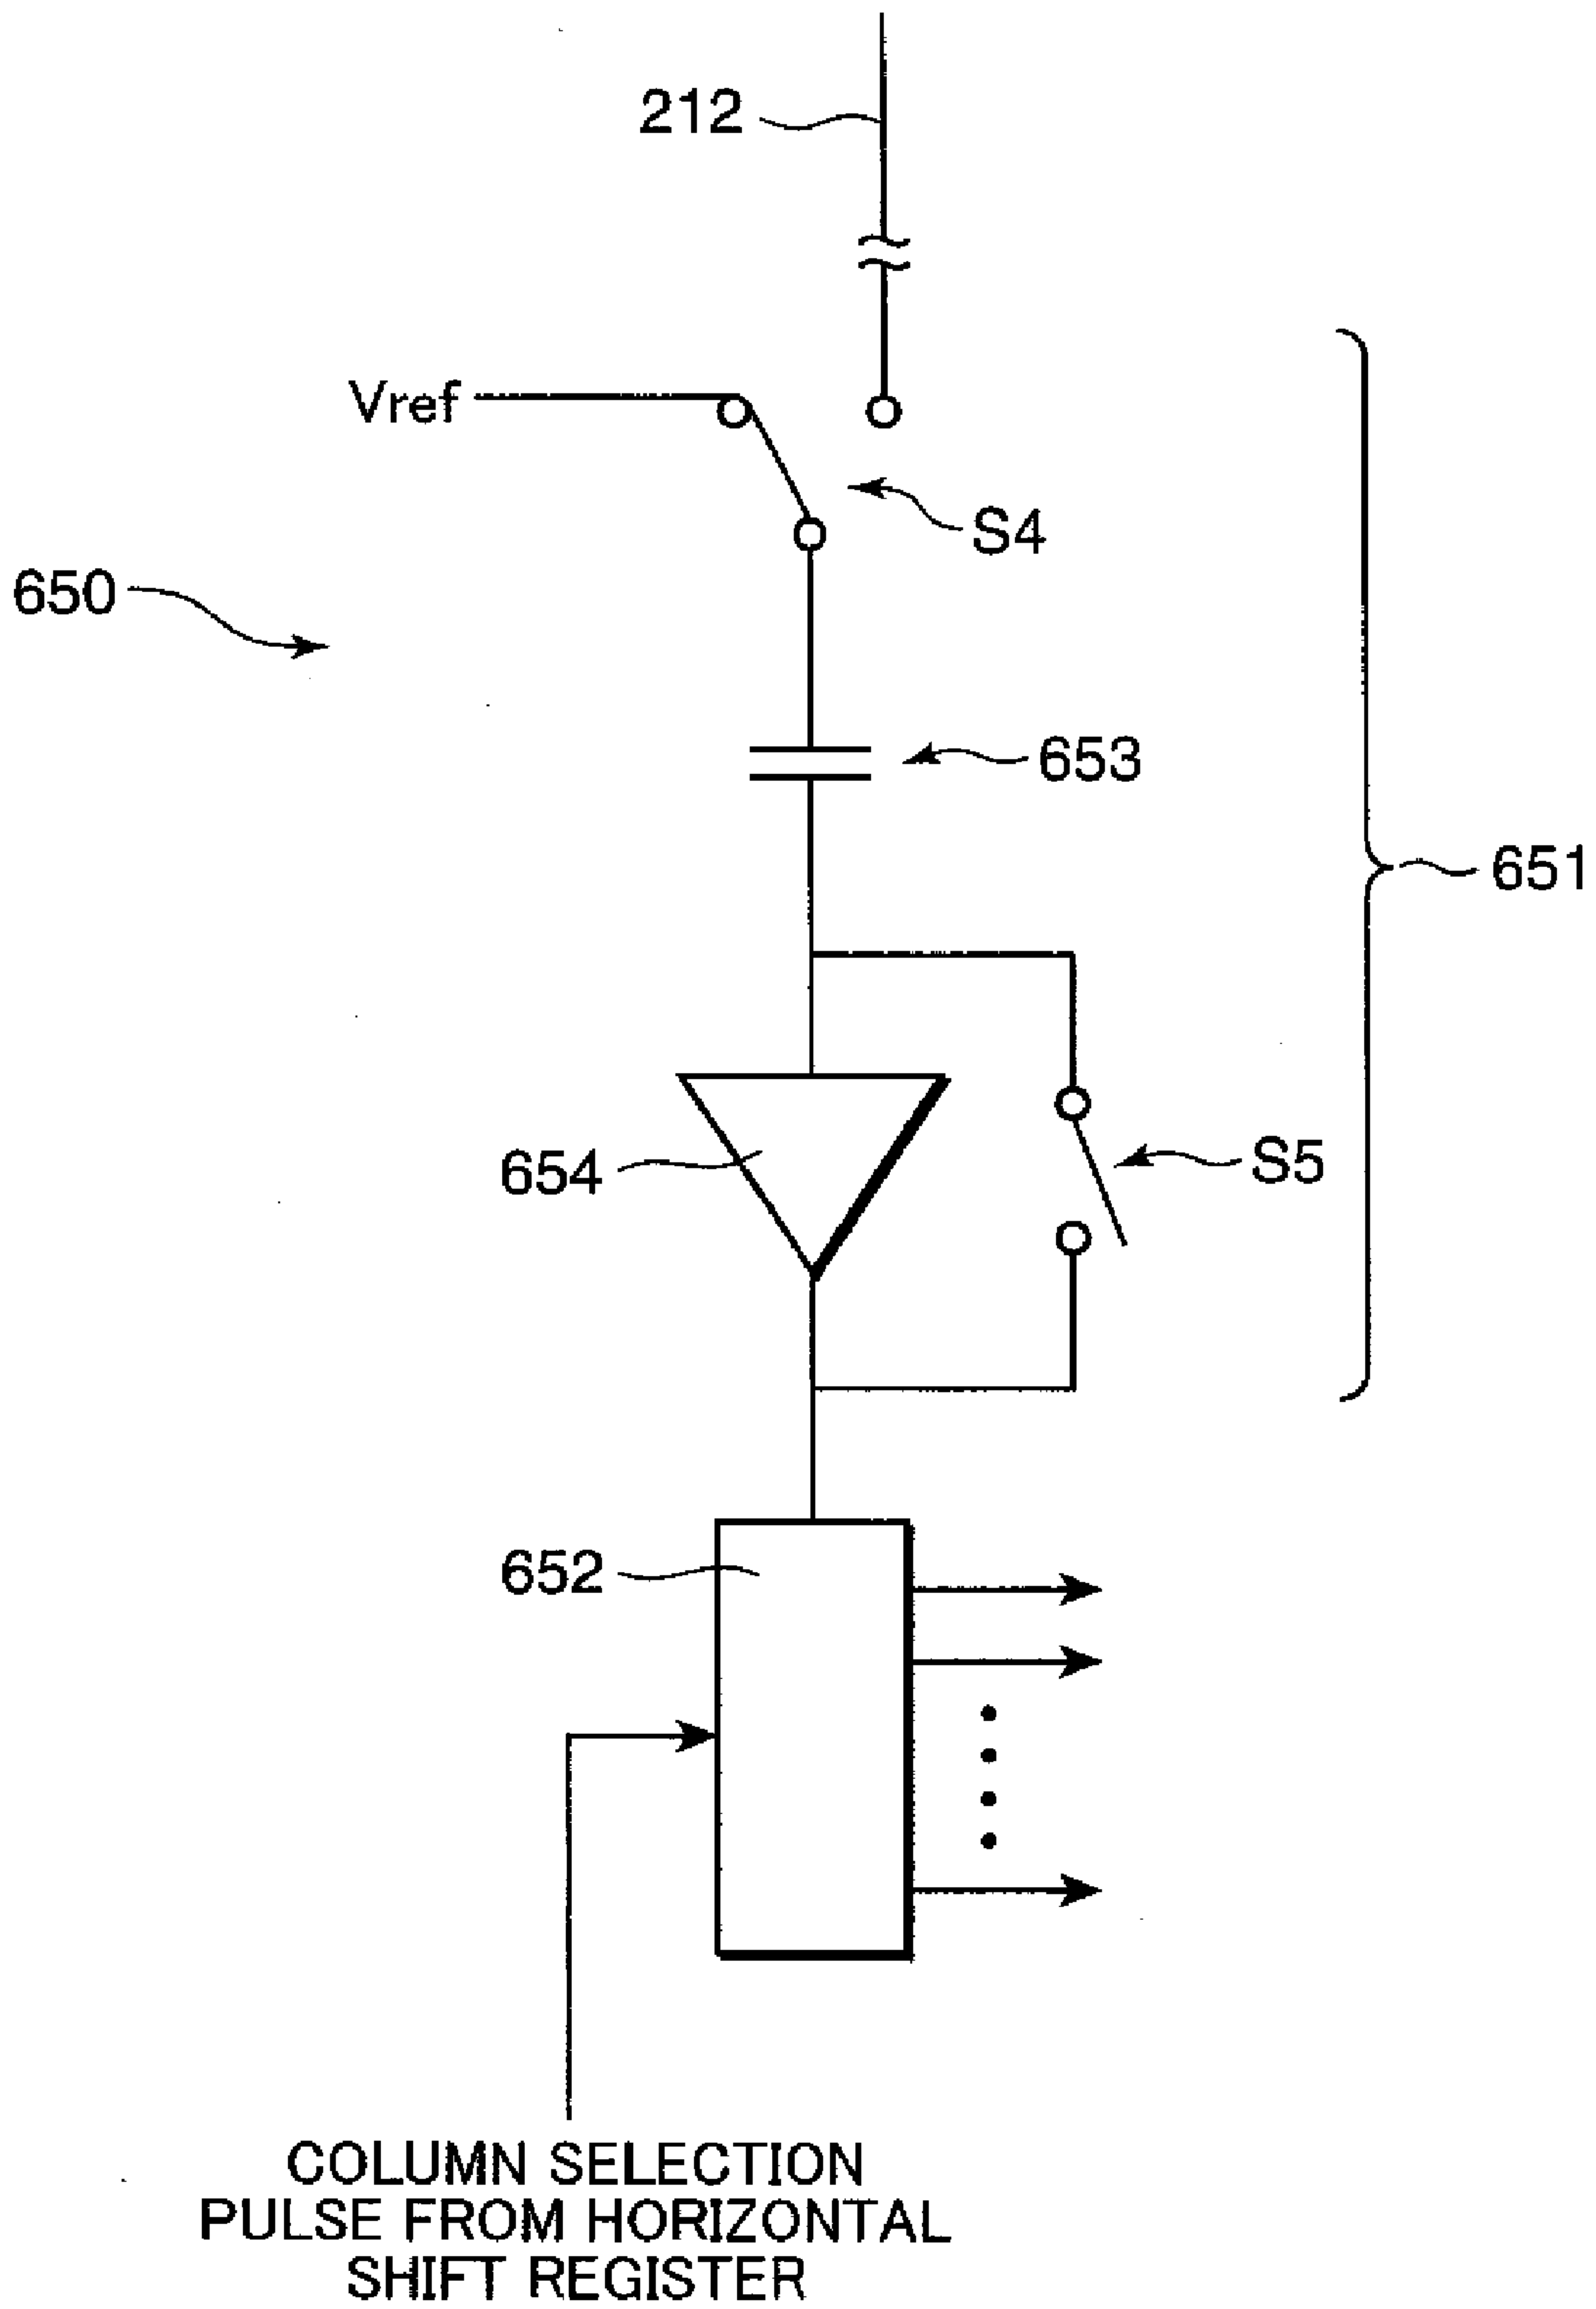 212
Vref
S4
650
653
651
654
S5
652
COLUMN SELECTION
PULSE FROM HORIZONTAL
SHIFT REGISTER